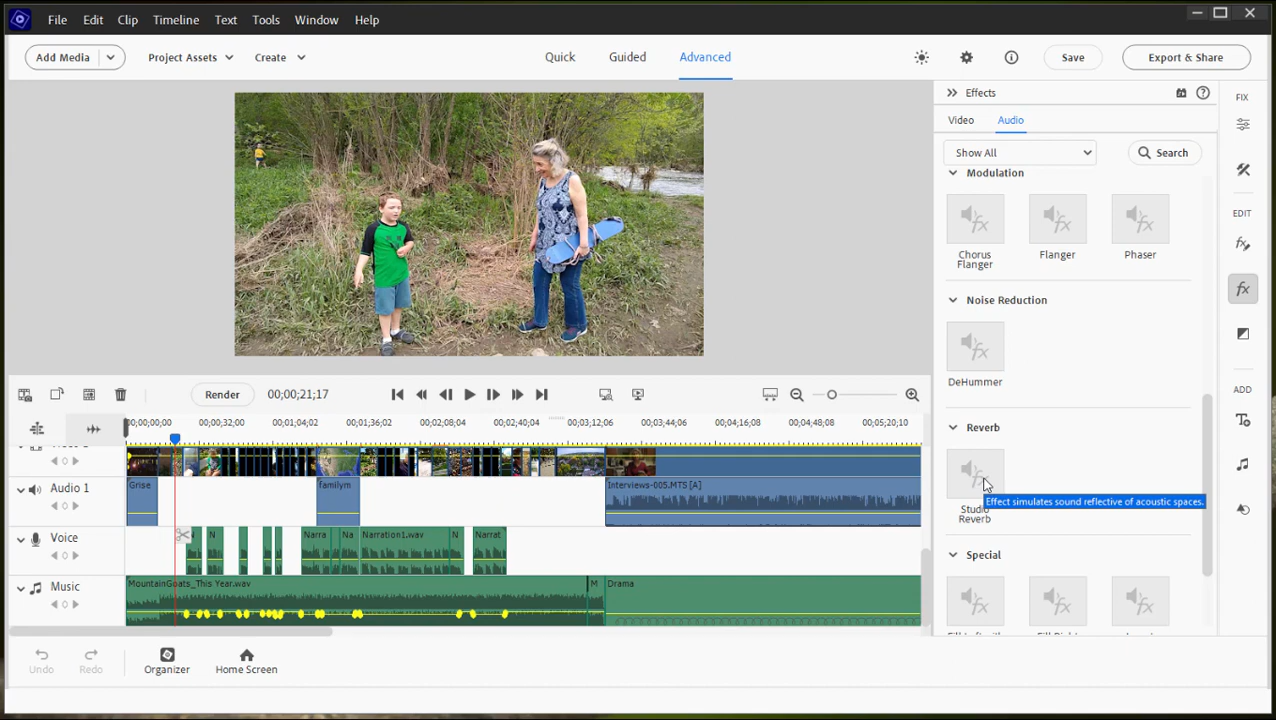 File Edit Clip Timeline Text Tools Window Help
Add Media Project Assets Create Quick Guided Advanced Save Export & Share
Effects
FIX
Video Audio
Show All Search
Modulation
EDIT
Chorus Flanger Flanger Phaser
Noise Reduction
DeHummer
ADD
Render 00;00;21;17
00;00;00;00 00;00;32;00 00;01;04;02 00;01;36;02 00;02;08;04 00;02;40;04 00;03;12;06 00;03;44;06 00;04;48;08 00;05;20;10
Reverb
Audio 1 Grise familym Interviews-005.MTS [A]
Effect simulates sound reflective of acoustic spaces.
Studio Reverb
Voice N N Narra Na Narration1.wav N Narrat
Special
Music MountainGoats_This Year.wav M Drama
Undo Redo Organizer Home Screen